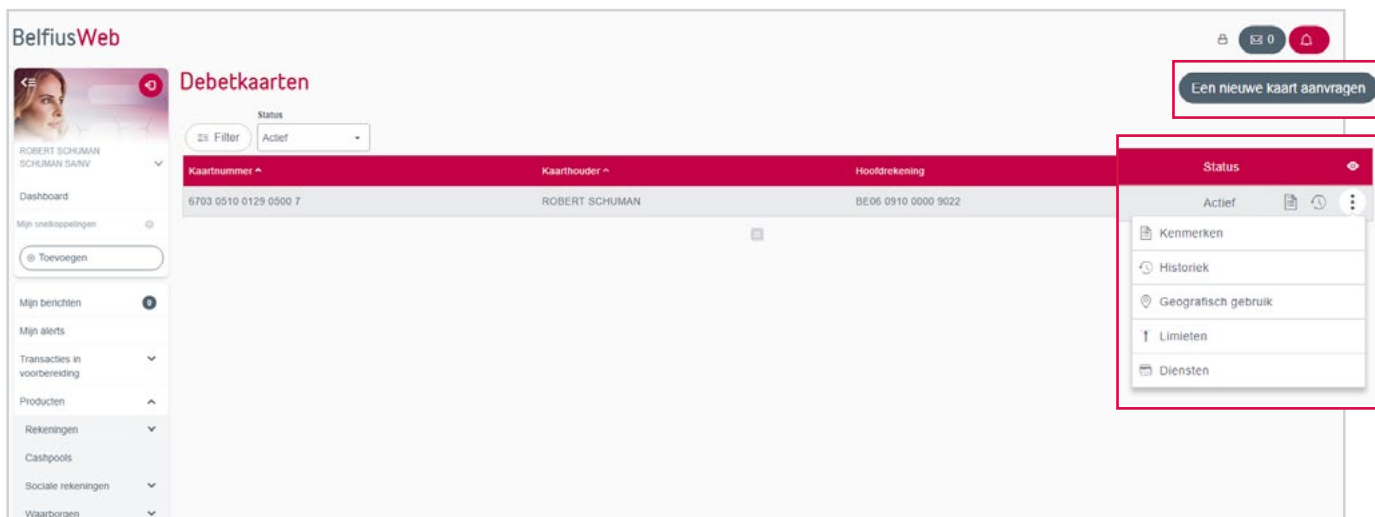 BelfiusWeb
0
Debetkaarten
Een nieuwe kaart aanvragen
Status
Filter
Actief
ROBERT SCHUMAN
SCHUMAN SA/NV
Kaartnummer
Kaarthouder
Hoofdrekening
Status
6703 0510 0129 0500 7
ROBERT SCHUMAN
BE06 0910 0000 9022
Actief
Dashboard
Mijn snelkoppelingen
Toevoegen
Kenmerken
Historiek
Geografisch gebruik
Limieten
Diensten
Mijn berichten
0
Mijn alerts
Transacties in
voorbereiding
Producten
Rekeningen
Cashpools
Sociale rekeningen
Waarborgen